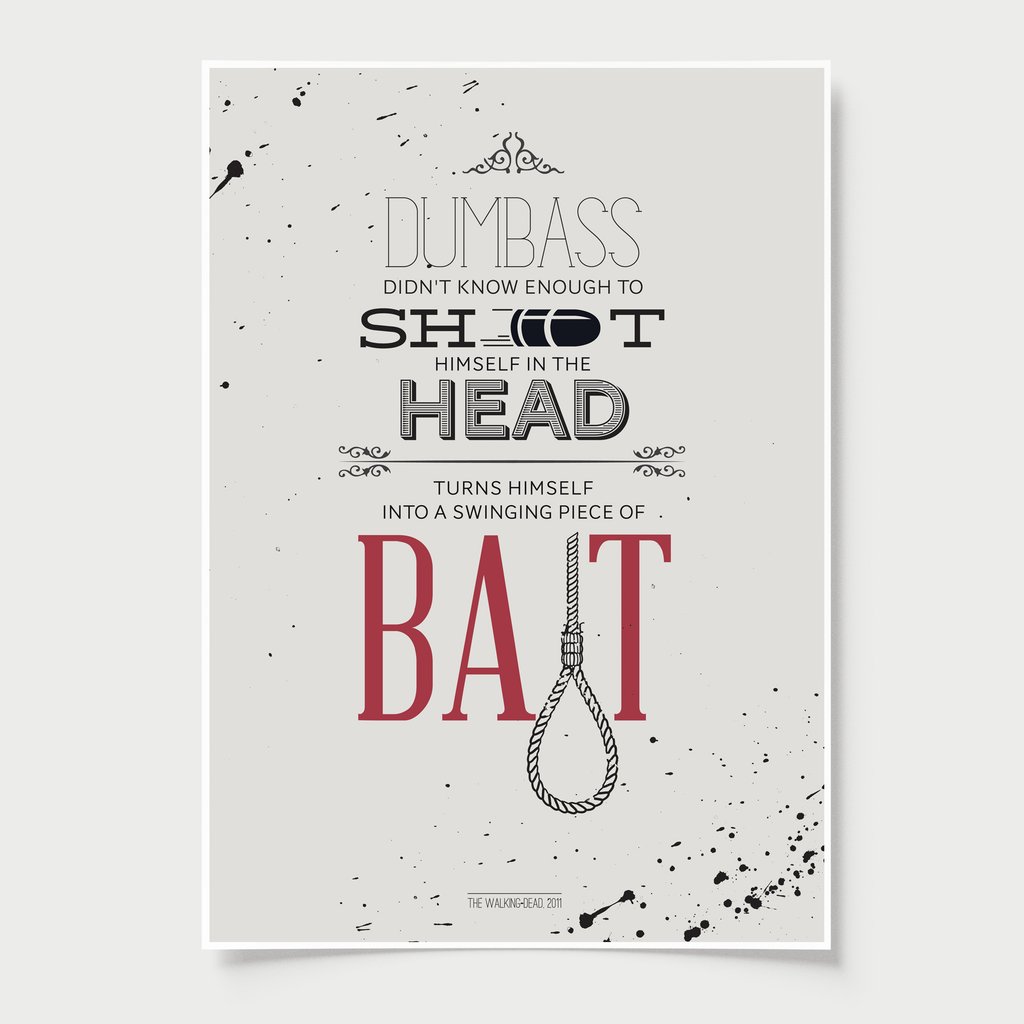 DUMBASS
DIDN'T KNOW ENOUGH TO
SHOOT
HIMSELF IN THE
HEAD
TURNS HIMSELF
INTO A SWINGING PIECE OF
BAIT
THE WALKING DEAD, 2011